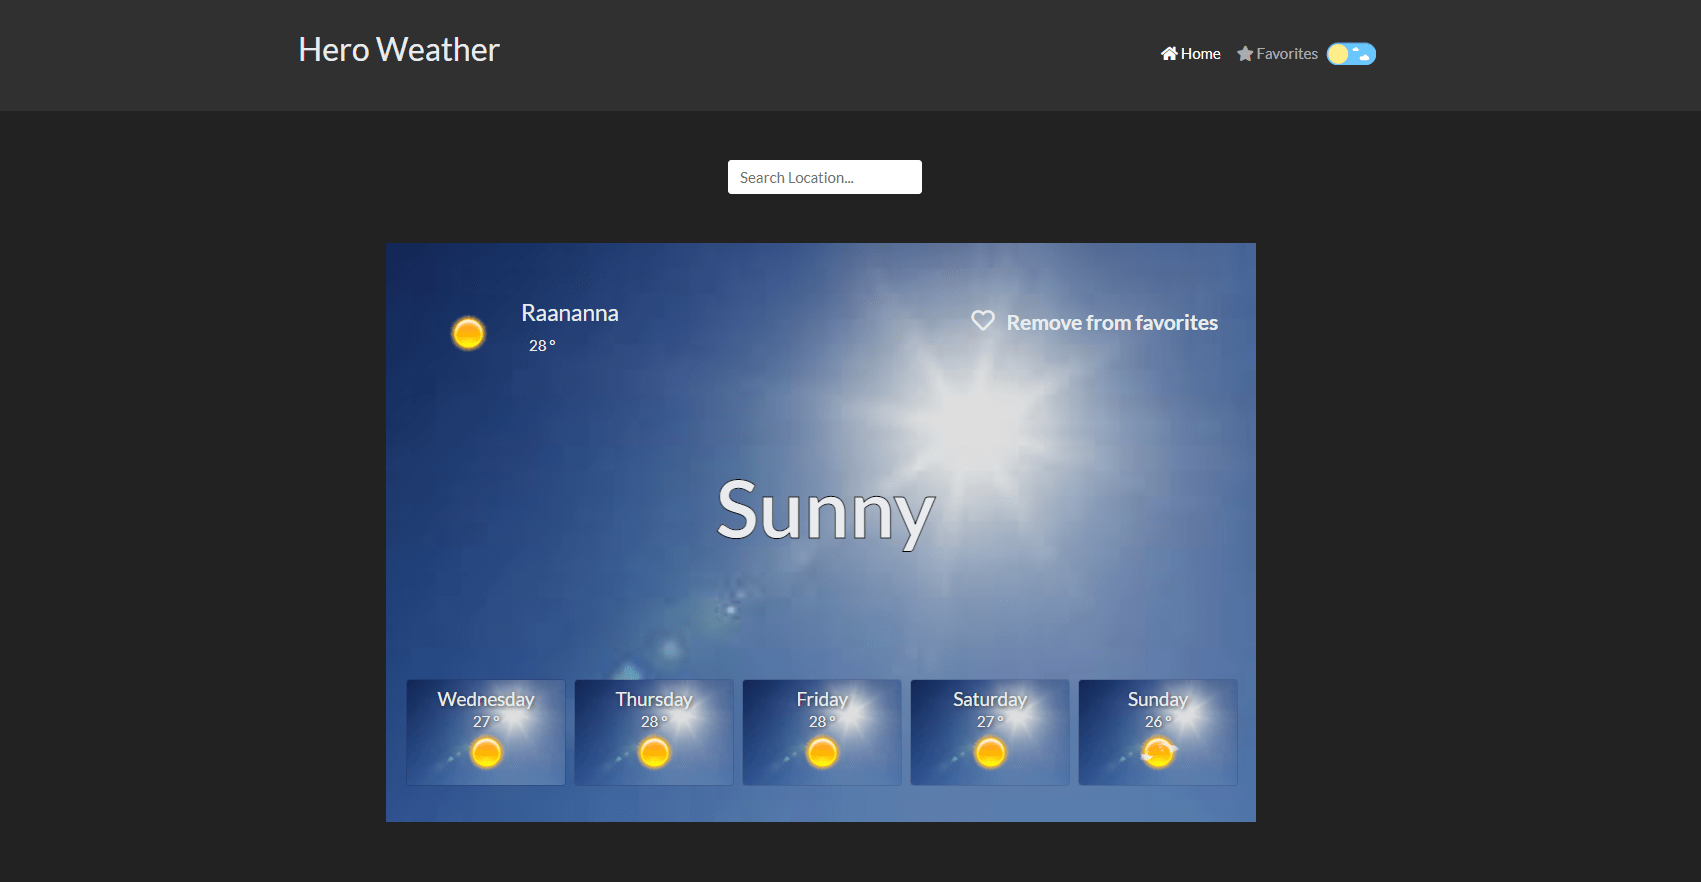 Hero Weather
Home
Favorites
Search Location...
Raananna
28 °
Remove from favorites
Sunny
Wednesday
27 °
Thursday
28 °
Friday
28 °
Saturday
27 °
Sunday
26 °